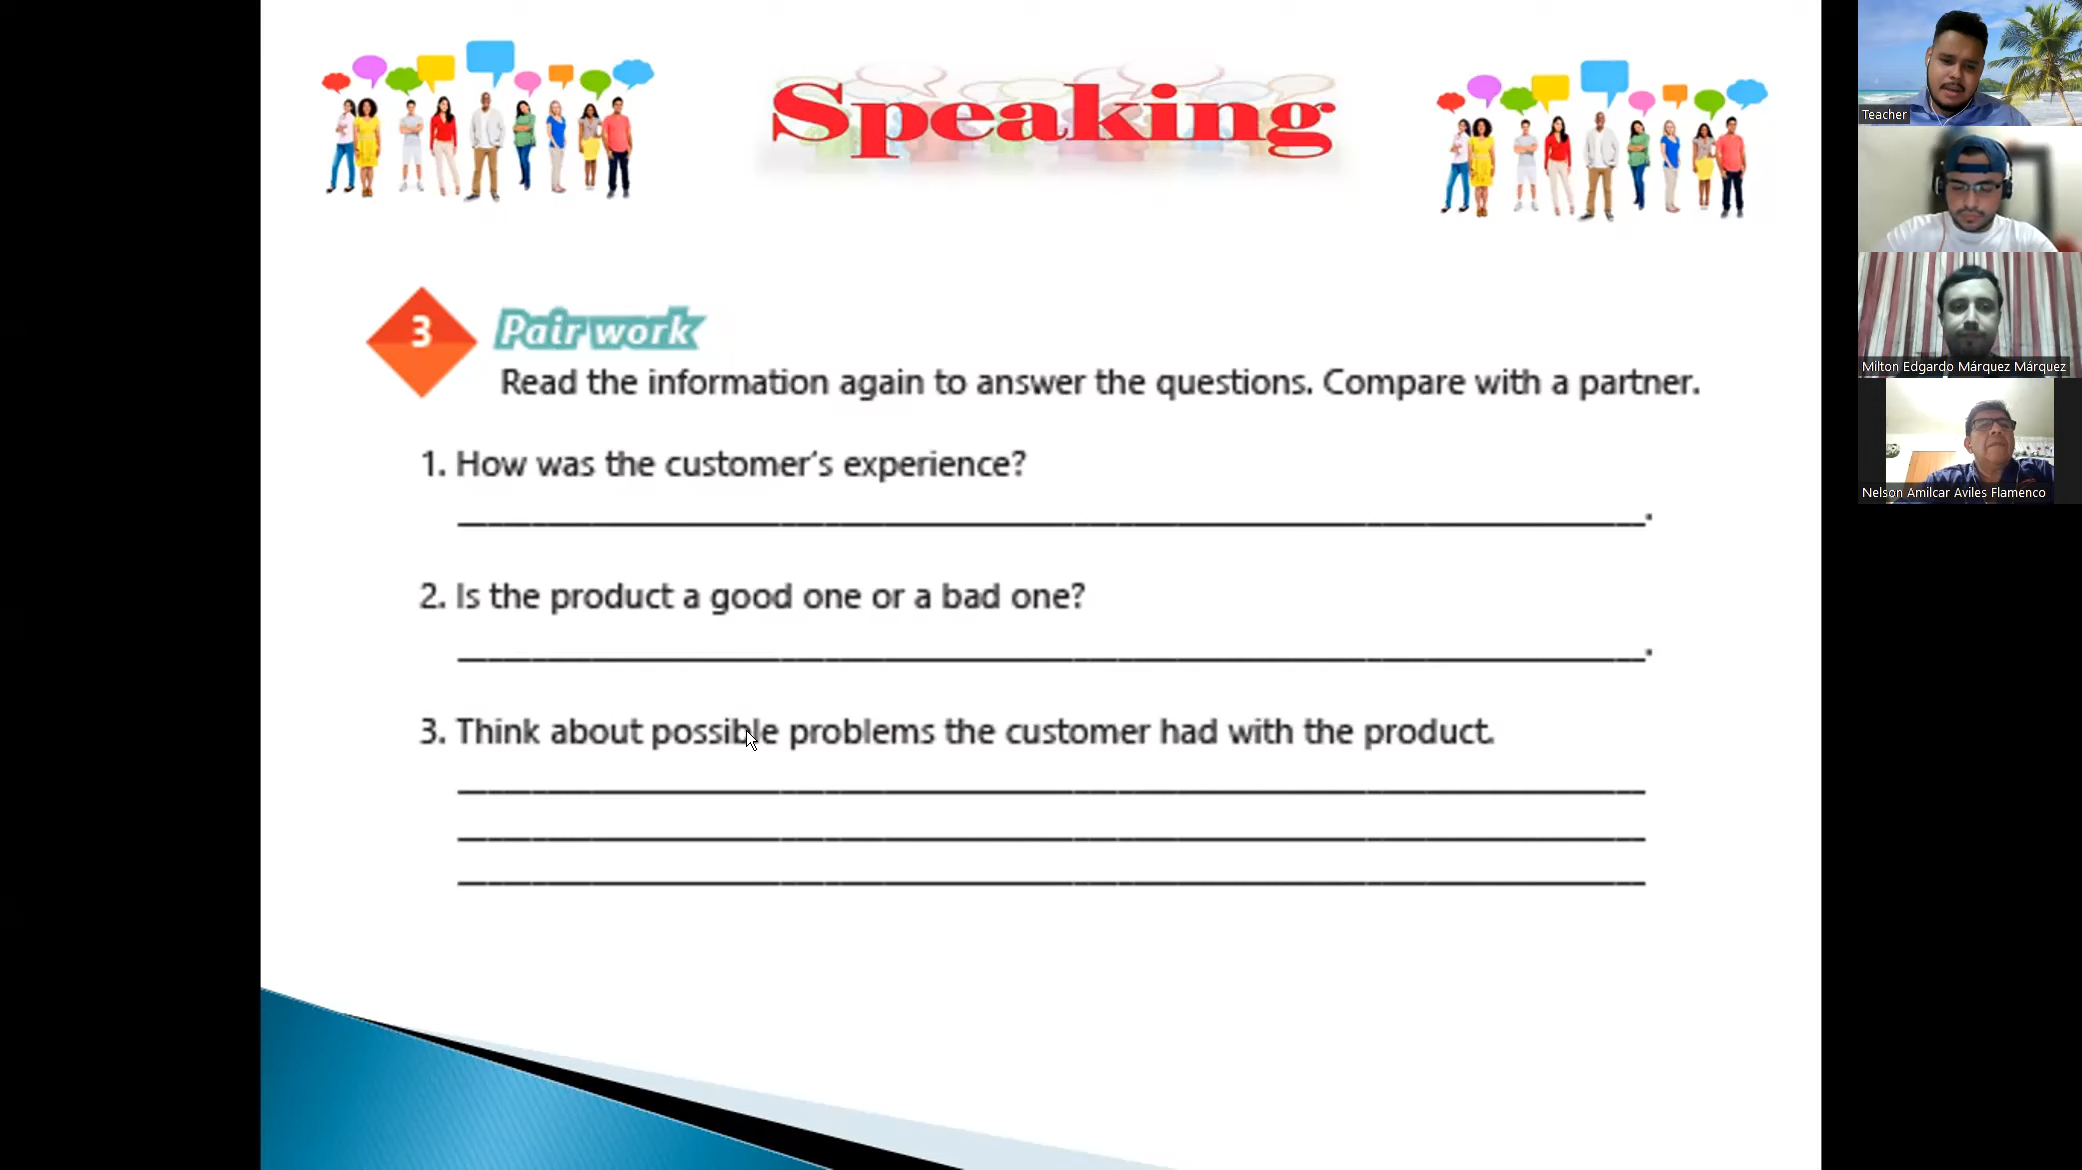 Speaking
3
Pair work
Read the information again to answer the questions. Compare with a partner.
1. How was the customer's experience?
2. Is the product a good one or a bad one?
3. Think about possible problems the customer had with the product.
Teacher
Milton Edgardo Márquez Márquez
Nelson Amilcar Aviles Flamenco